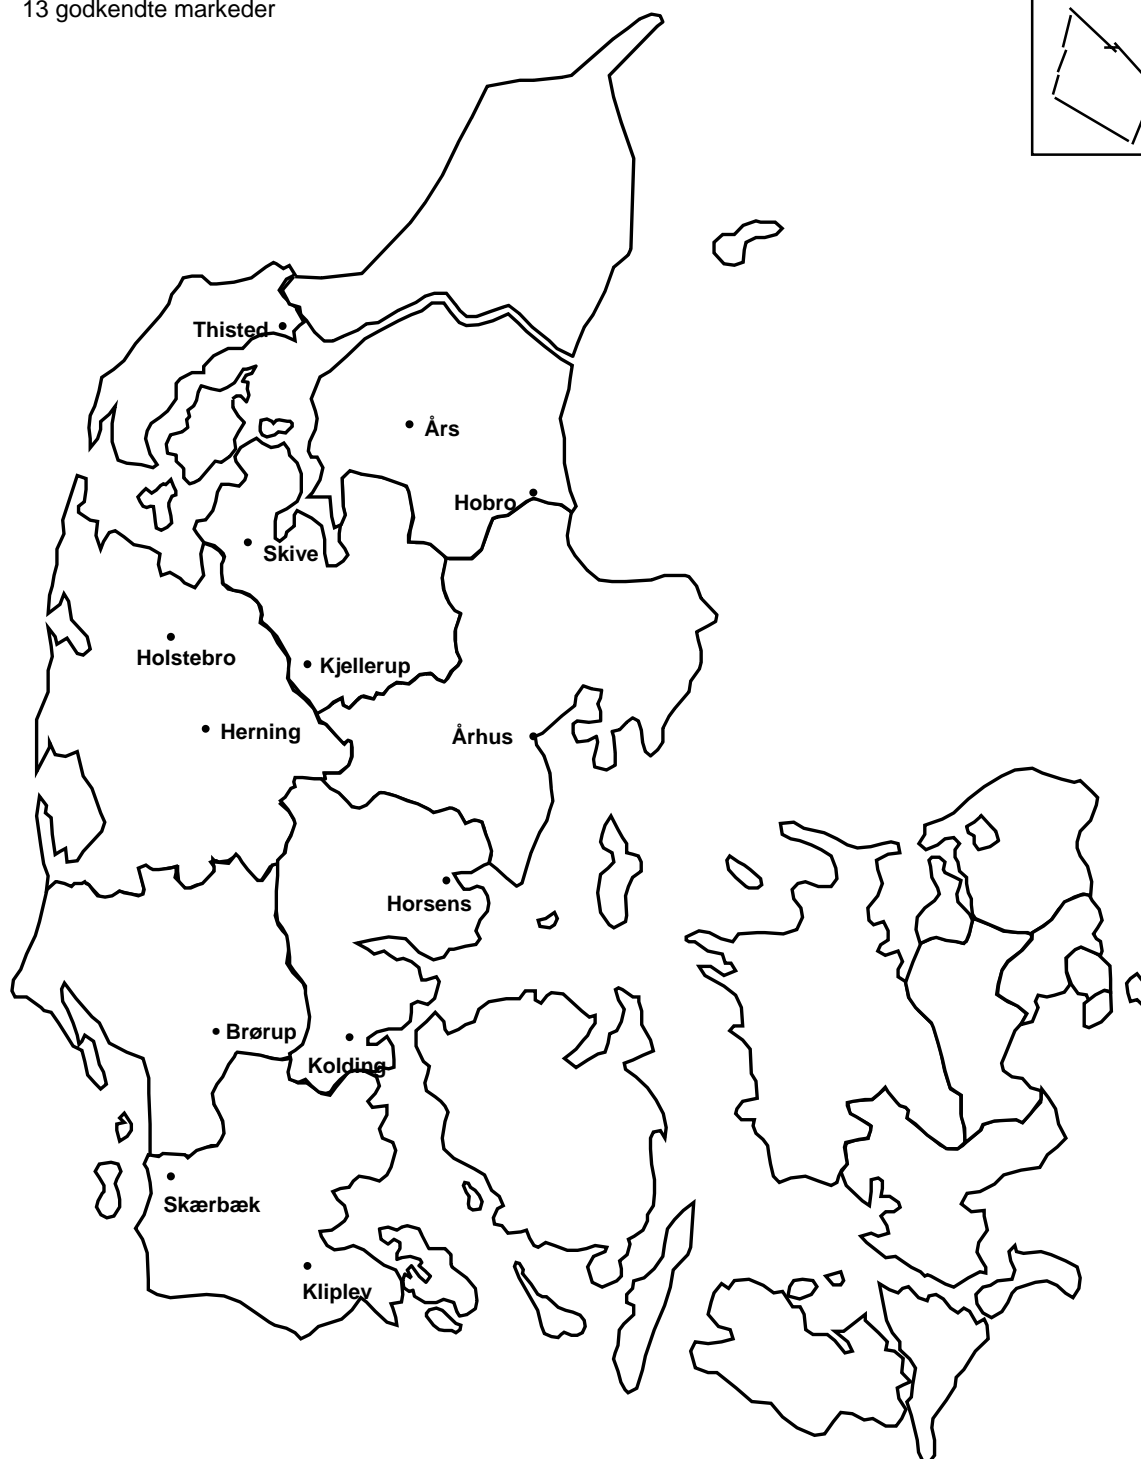 13 godkendte markeder
Thisted
Års
Hobro
Skive
Holstebro
Kjellerup
Herning
Århus
Horsens
Brørup
Kolding
Skærbæk
Kliplev